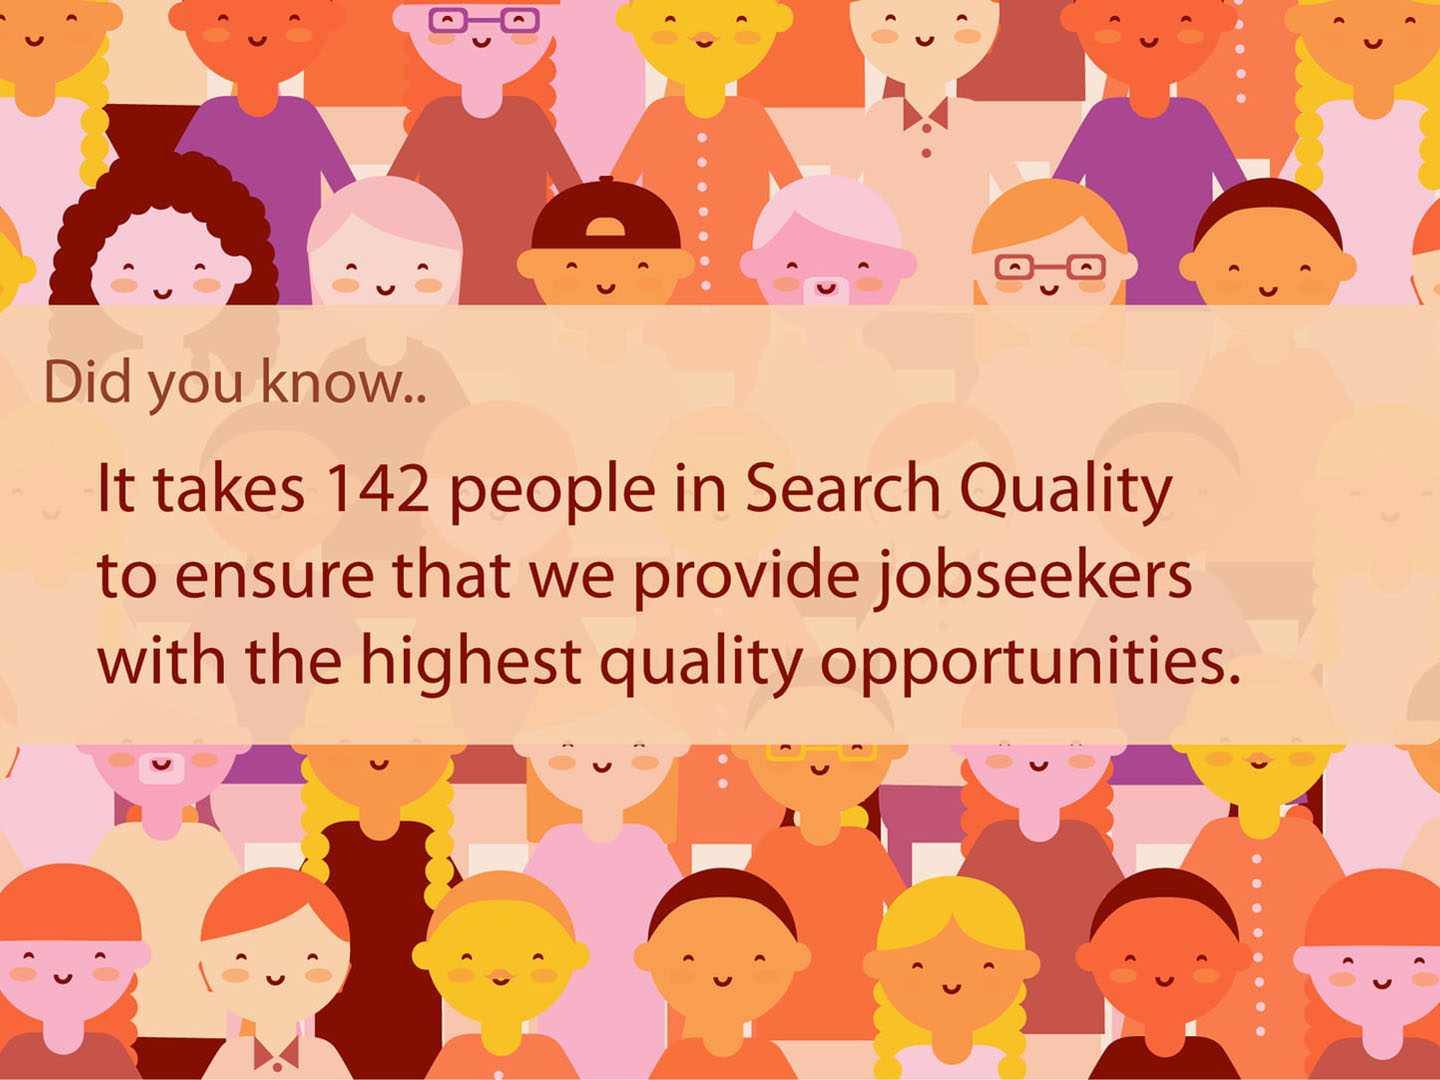 Did you know..
It takes 142 people in Search Quality
to ensure that we provide jobseekers
with the highest quality opportunities.